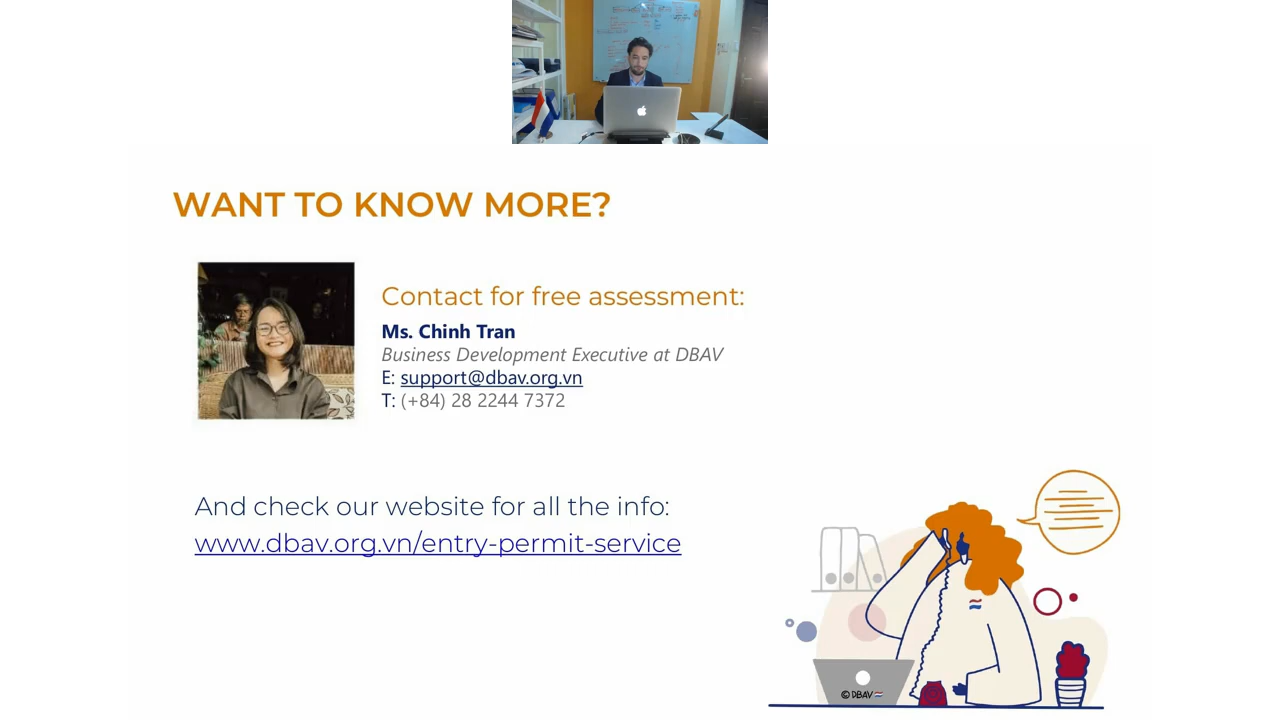 WANT TO KNOW MORE?
Contact for free assessment:
Ms. Chinh Tran
Business Development Executive at DBAV
E: support@dbav.org.vn
T: (+84) 28 2244 7372
And check our website for all the info:
www.dbav.org.vn/entry-permit-service
© DBAV